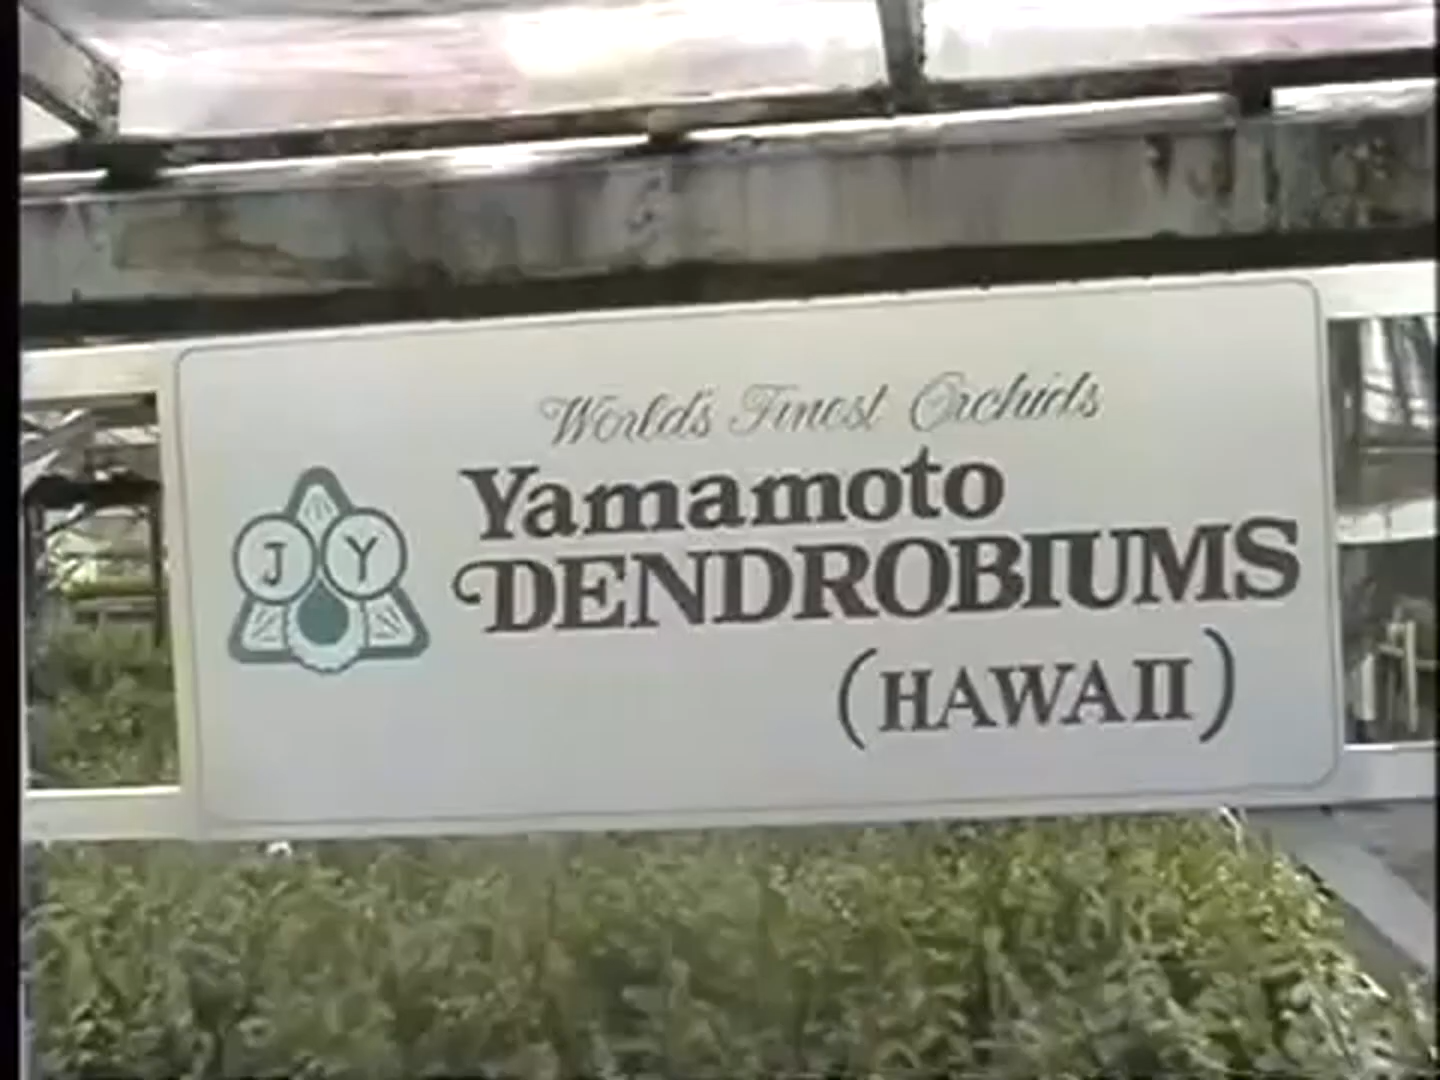 World's Finest Orchids
Yamamoto
DENDROBIUMS
(HAWAII)
J Y